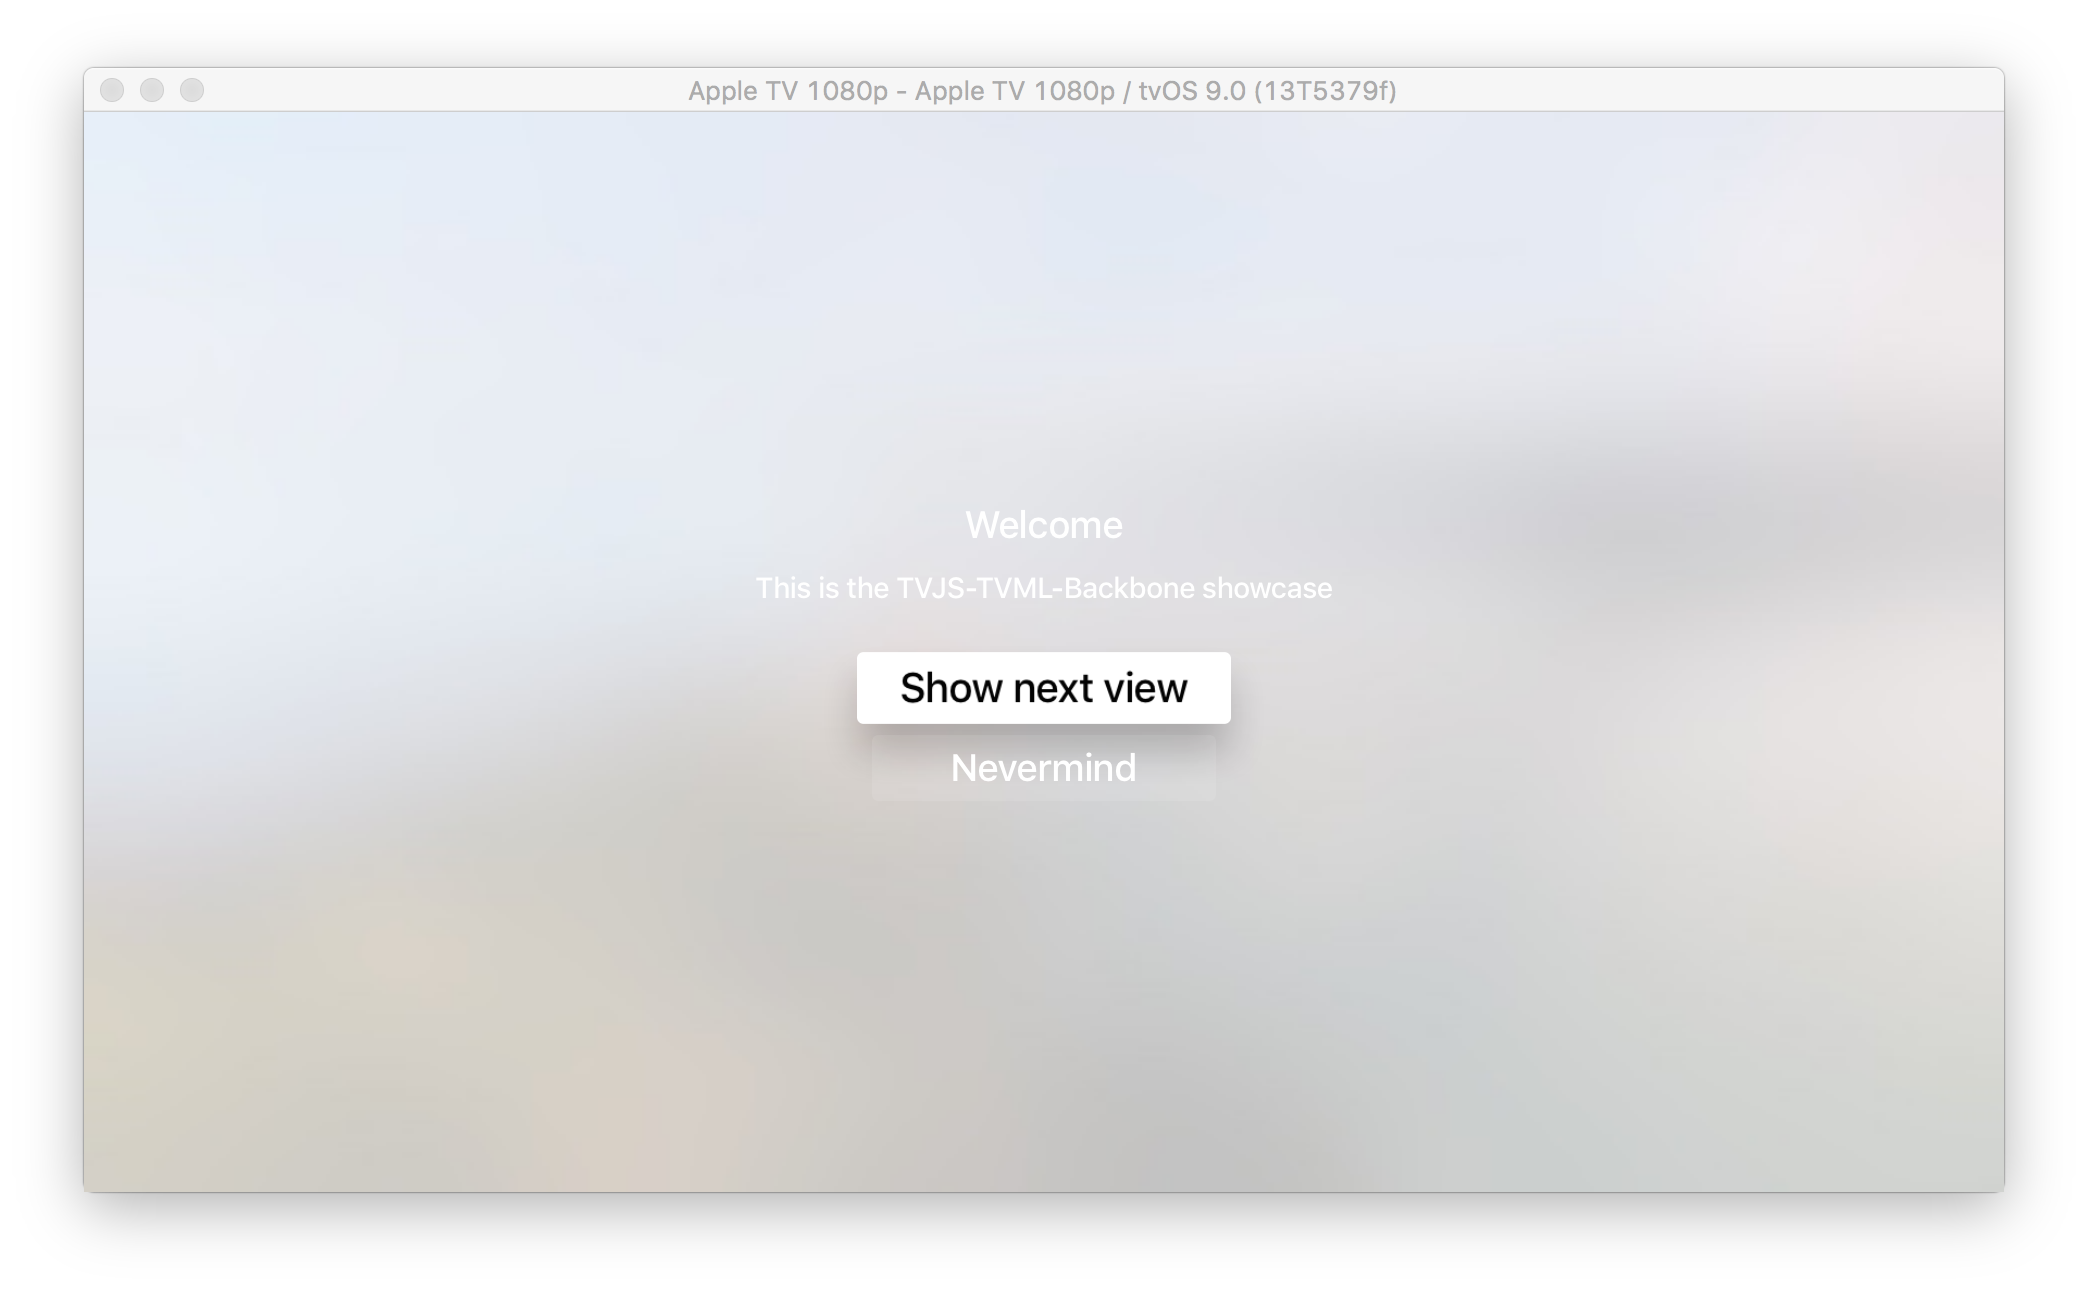 Apple TV 1080p - Apple TV 1080p / tvOS 9.0 (13T5379f)
Welcome
This is the TVJS-TVML-Backbone showcase
Show next view
Nevermind